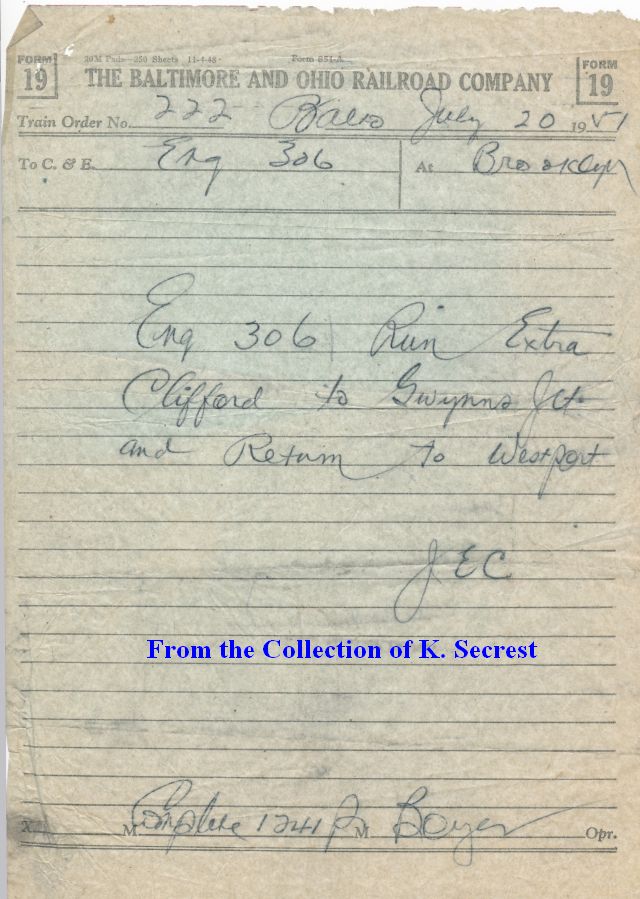 FORM 19
20M Pads—250 Sheets 11-4-48 Form 851-A
FORM 19
THE BALTIMORE AND OHIO RAILROAD COMPANY
Train Order No. 222 Balto July 20 1951
To C. & E. Eng 306 At Brooklyn
Eng 306 Run Extra
Clifford to Gwynns Jct
and Return to Westport
JEC
From the Collection of K. Secrest
X M Complete 1241 P M Boyer Opr.